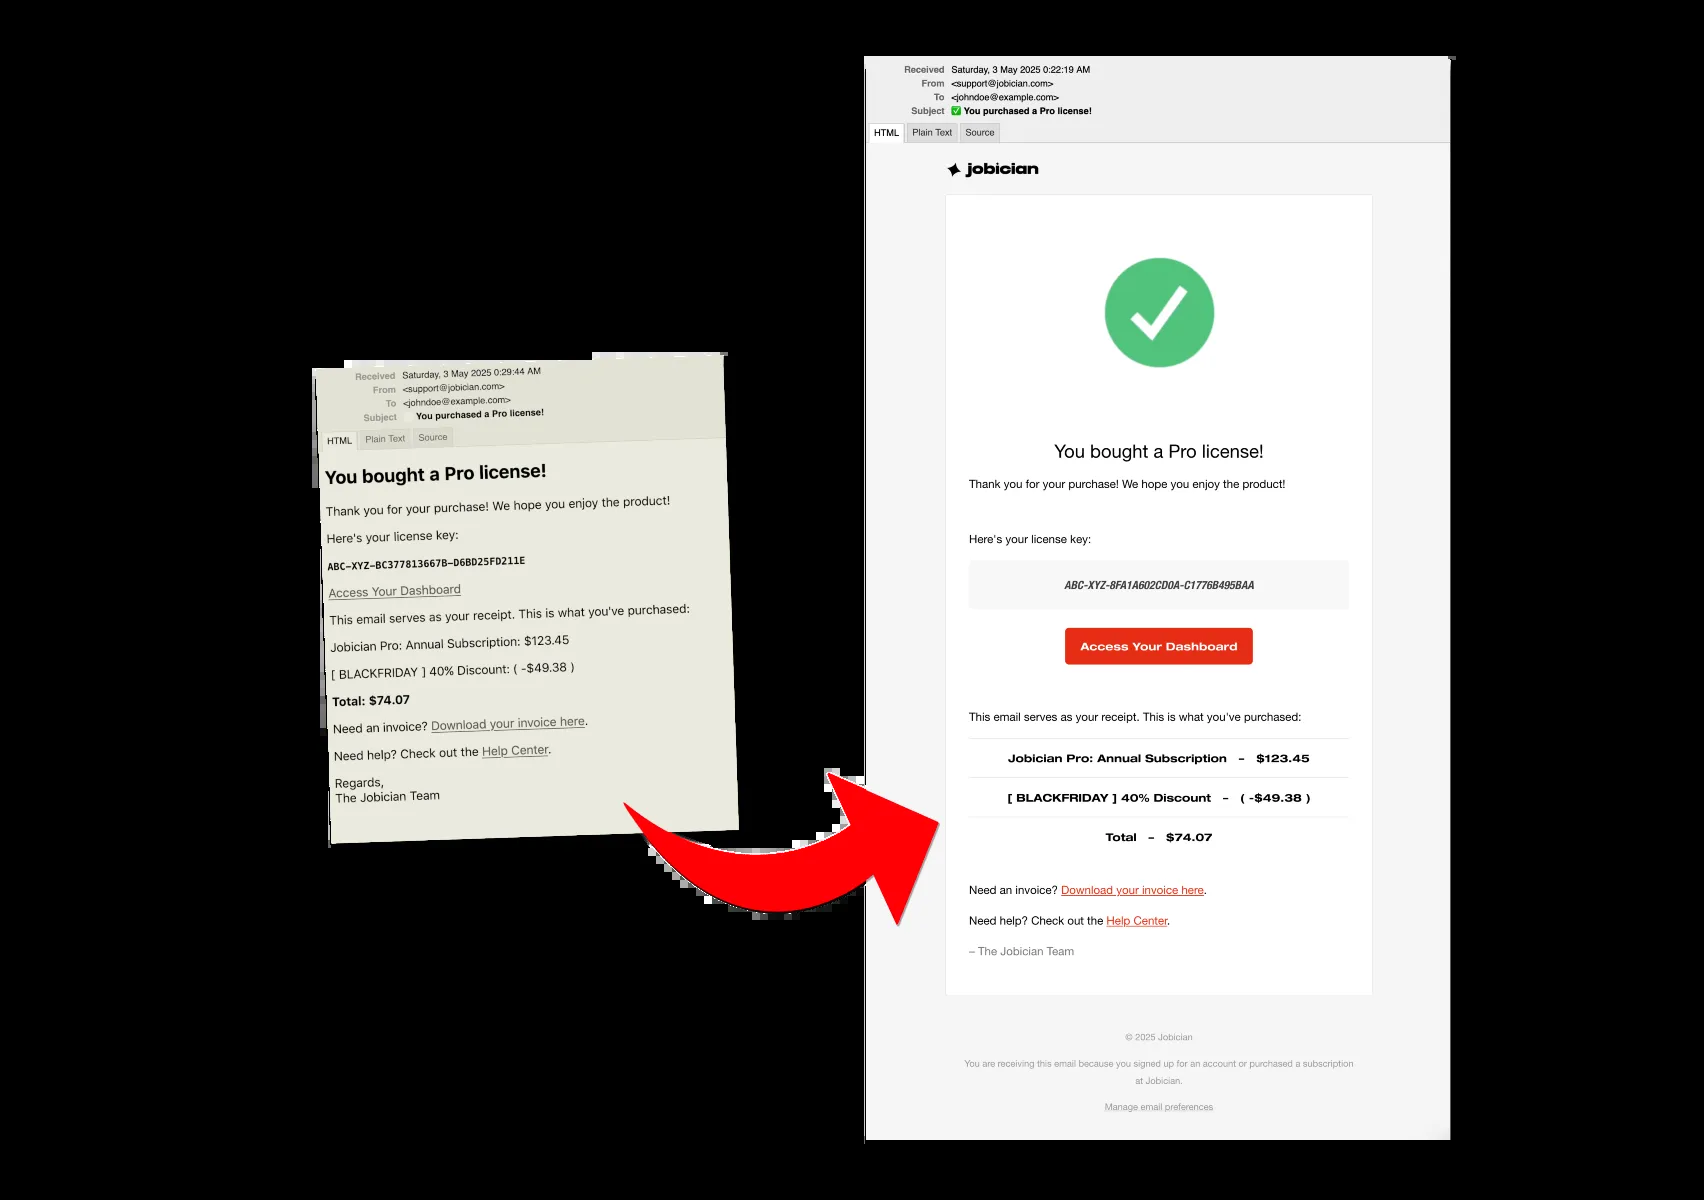 Received Saturday, 3 May 2025 0:29:44 AM
From <support@jobician.com>
To <johndoe@example.com>
Subject You purchased a Pro license!
HTML Plain Text Source
You bought a Pro license!
Thank you for your purchase! We hope you enjoy the product!
Here's your license key:
ABC-XYZ-BC377813667B-D6BD25FD211E
Access Your Dashboard
This email serves as your receipt. This is what you've purchased:
Jobician Pro: Annual Subscription: $123.45
[ BLACKFRIDAY ] 40% Discount: ( -$49.38 )
Total: $74.07
Need an invoice? Download your invoice here.
Need help? Check out the Help Center.
Regards,
The Jobician Team
Received Saturday, 3 May 2025 0:22:19 AM
From <support@jobician.com>
To <johndoe@example.com>
Subject ✅ You purchased a Pro license!
HTML Plain Text Source
jobician
You bought a Pro license!
Thank you for your purchase! We hope you enjoy the product!
Here's your license key:
ABC-XYZ-8FA1A602CD0A-C1776B495BAA
Access Your Dashboard
This email serves as your receipt. This is what you've purchased:
Jobician Pro: Annual Subscription – $123.45
[ BLACKFRIDAY ] 40% Discount – ( -$49.38 )
Total – $74.07
Need an invoice? Download your invoice here.
Need help? Check out the Help Center.
– The Jobician Team
© 2025 Jobician
You are receiving this email because you signed up for an account or purchased a subscription
at Jobician.
Manage email preferences